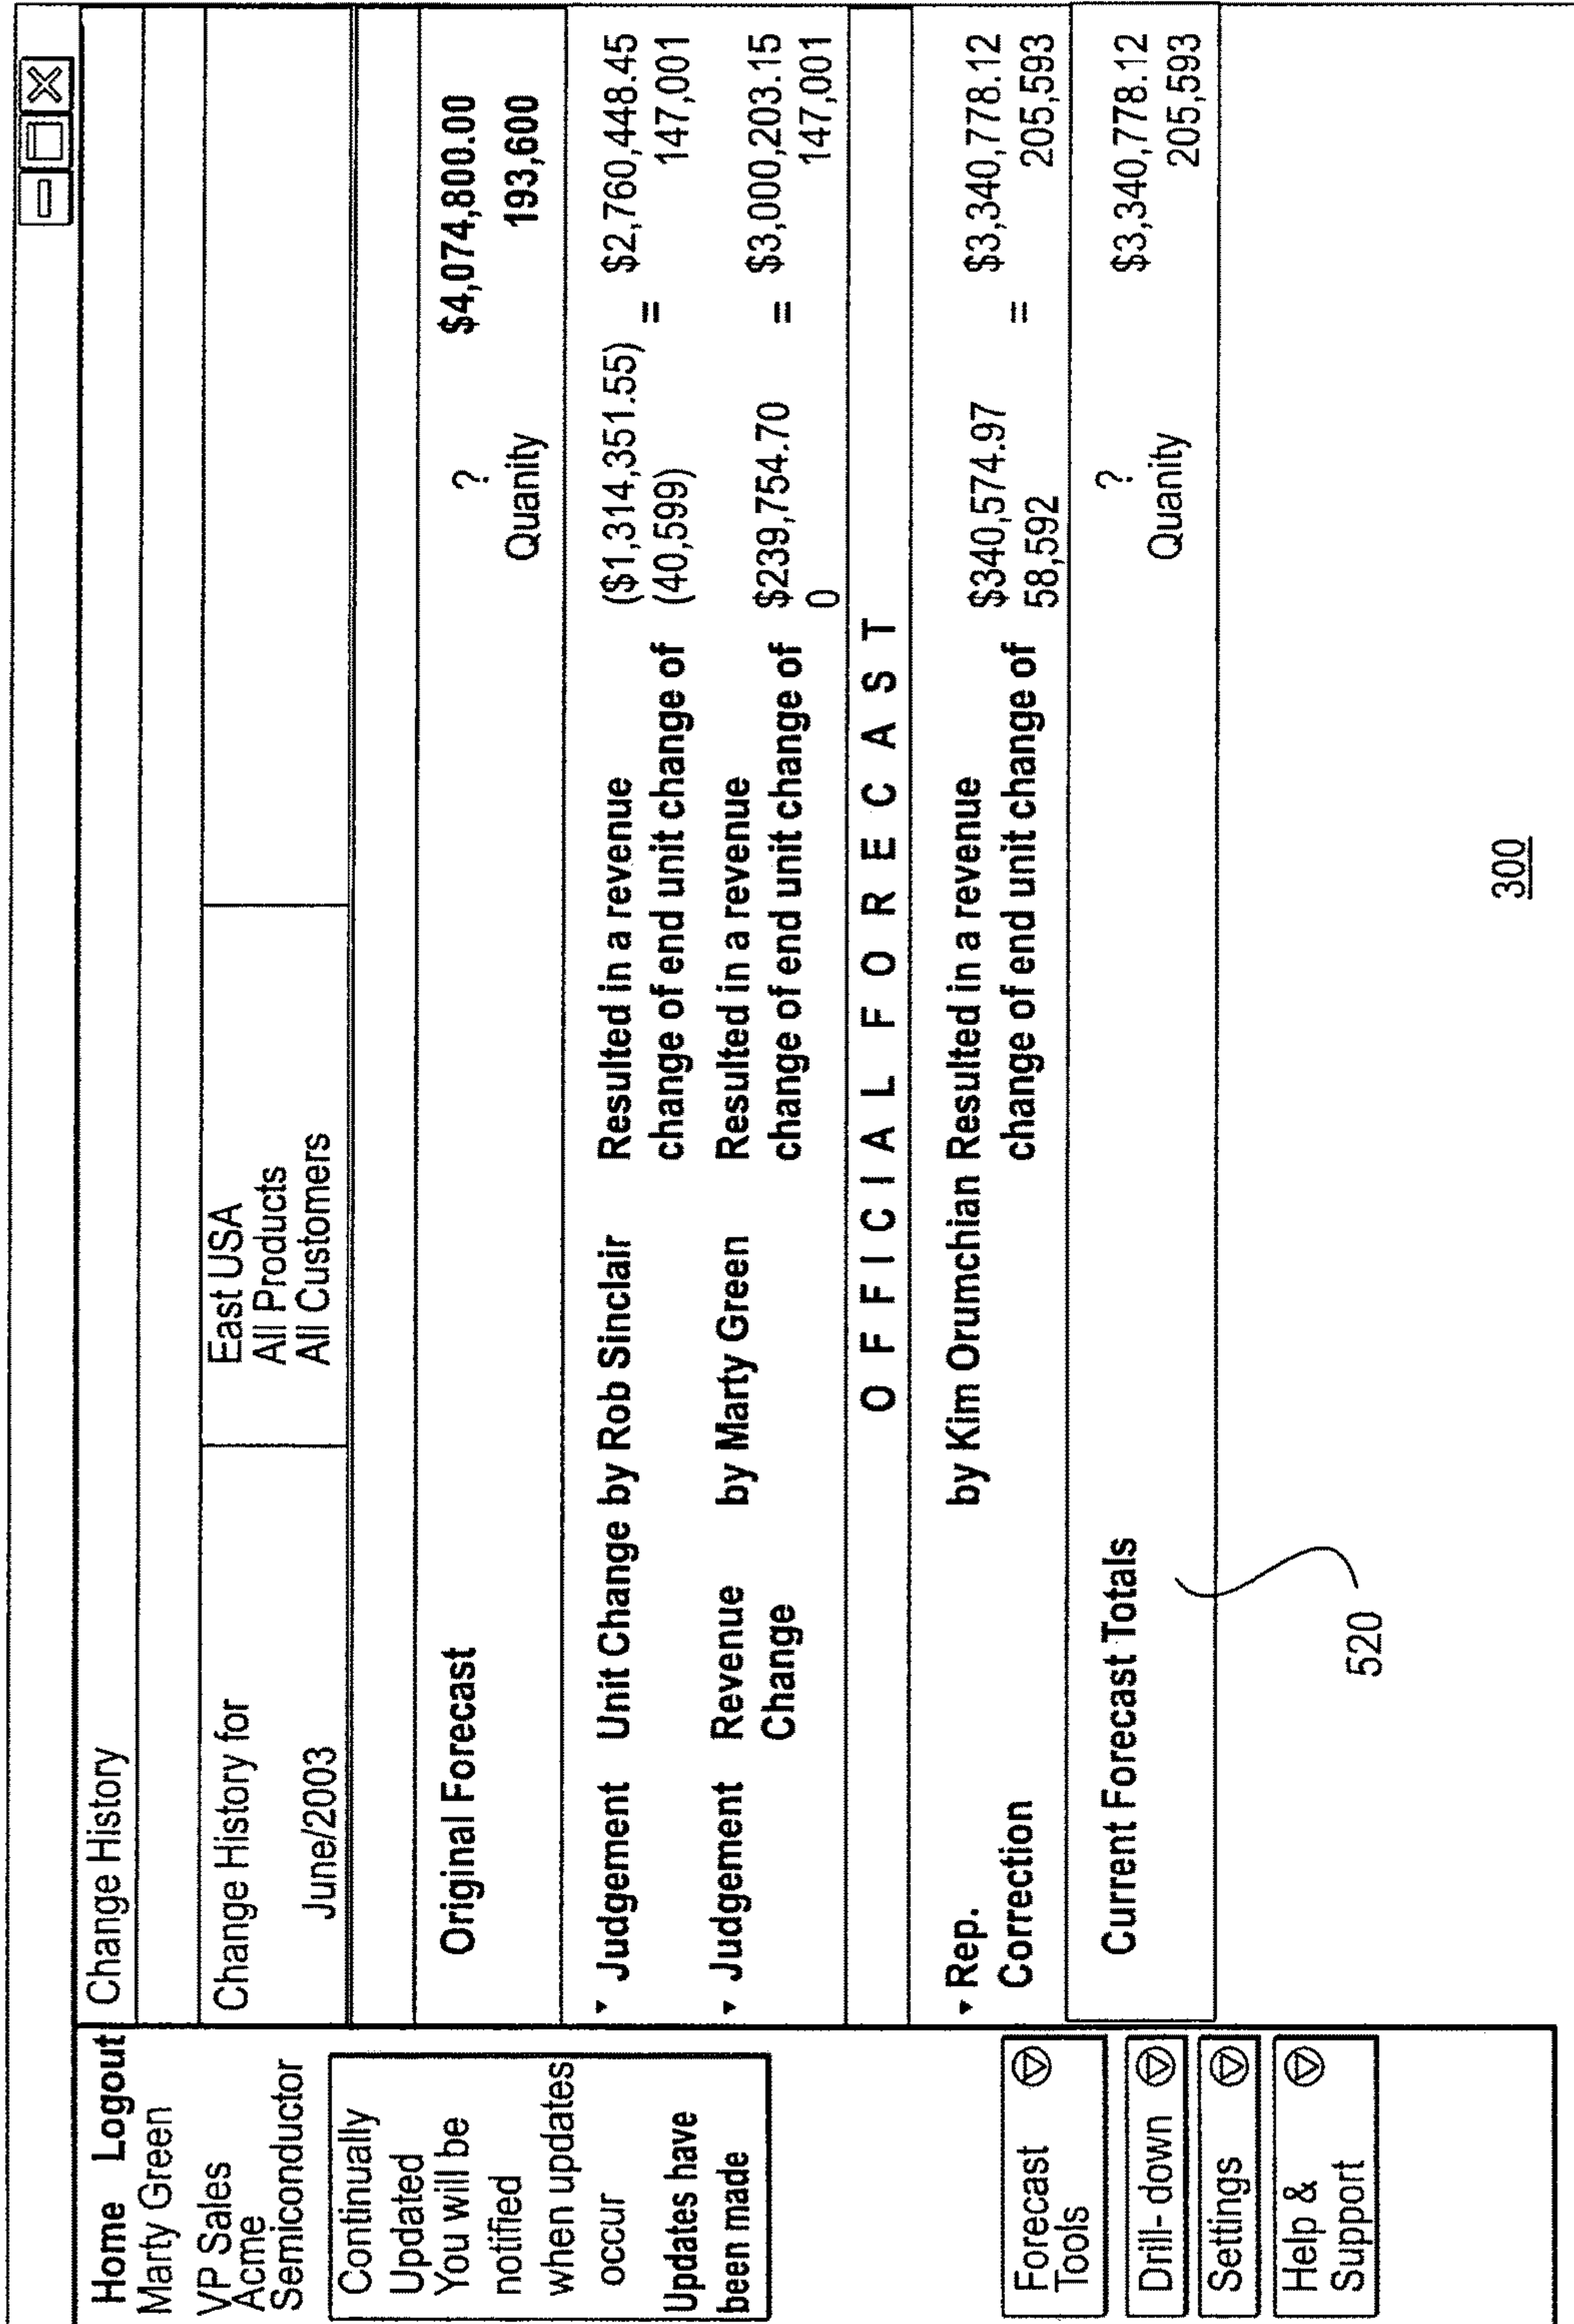 Home Logout
Marty Green
VP Sales
Acme
Semiconductor
Continually
Updated
You will be
notified
when updates
occur
Updates have
been made
Forecast
Tools
Drill- down
Settings
Help &
Support
Change History
Change History for
June/2003
East USA
All Products
All Customers
Original Forecast ? $4,074,800.00
Quanity 193,600
Judgement Unit Change by Rob Sinclair Resulted in a revenue ($1,314,351.55) = $2,760,448.45
change of end unit change of (40,599) 147,001
Judgement Revenue by Marty Green Resulted in a revenue $239,754.70 = $3,000,203.15
Change change of end unit change of 0 147,001
OFFICIAL FORECAST
Rep. by Kim Orumchian Resulted in a revenue $340,574.97 = $3,340,778.12
Correction change of end unit change of 58,592 205,593
Current Forecast Totals ? $3,340,778.12
Quanity 205,593
520
300